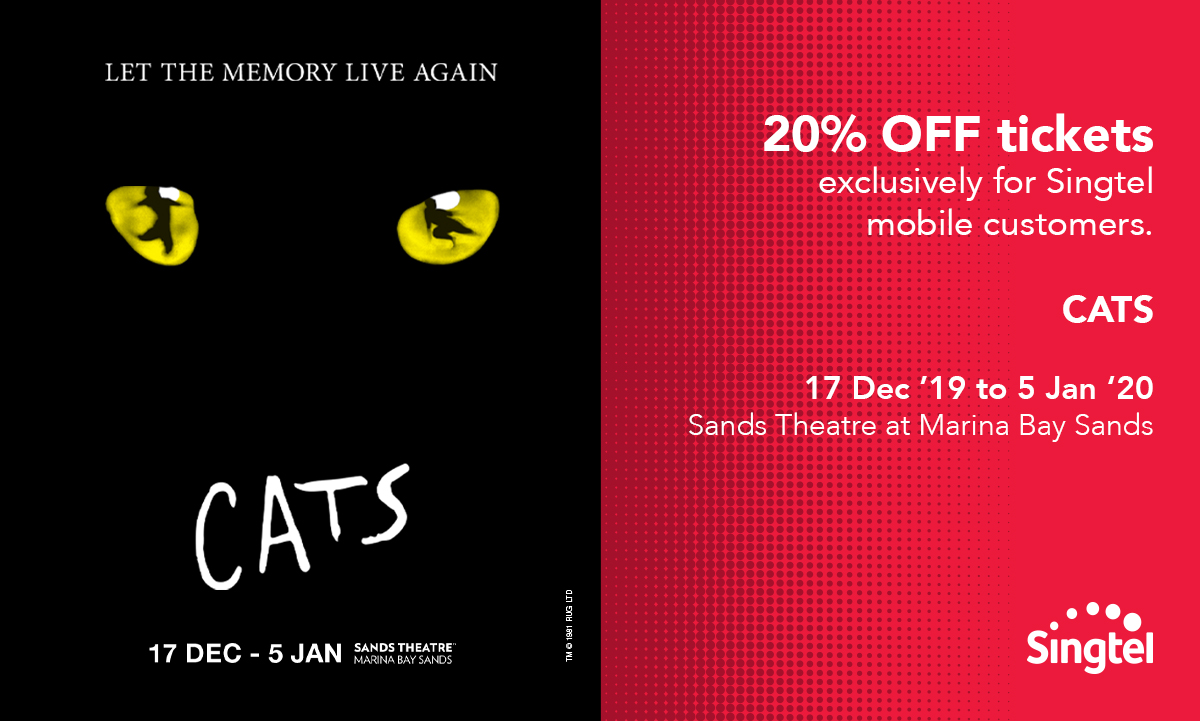 LET THE MEMORY LIVE AGAIN
CATS
17 DEC - 5 JAN SANDS THEATRE™
MARINA BAY SANDS
TM © 1981 RUG LTD
20% OFF tickets
exclusively for Singtel
mobile customers.
CATS
17 Dec ’19 to 5 Jan ’20
Sands Theatre at Marina Bay Sands
Singtel